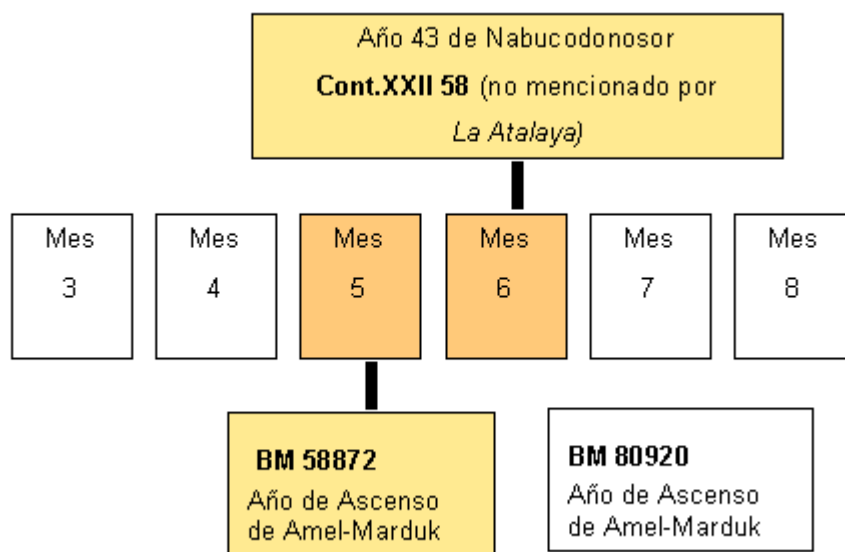 Año 43 de Nabucodonosor
Cont.XXII 58 (no mencionado por
La Atalaya)
Mes Mes Mes Mes Mes Mes
3 4 5 6 7 8
BM 58872
Año de Ascenso
de Amel-Marduk
BM 80920
Año de Ascenso
de Amel-Marduk